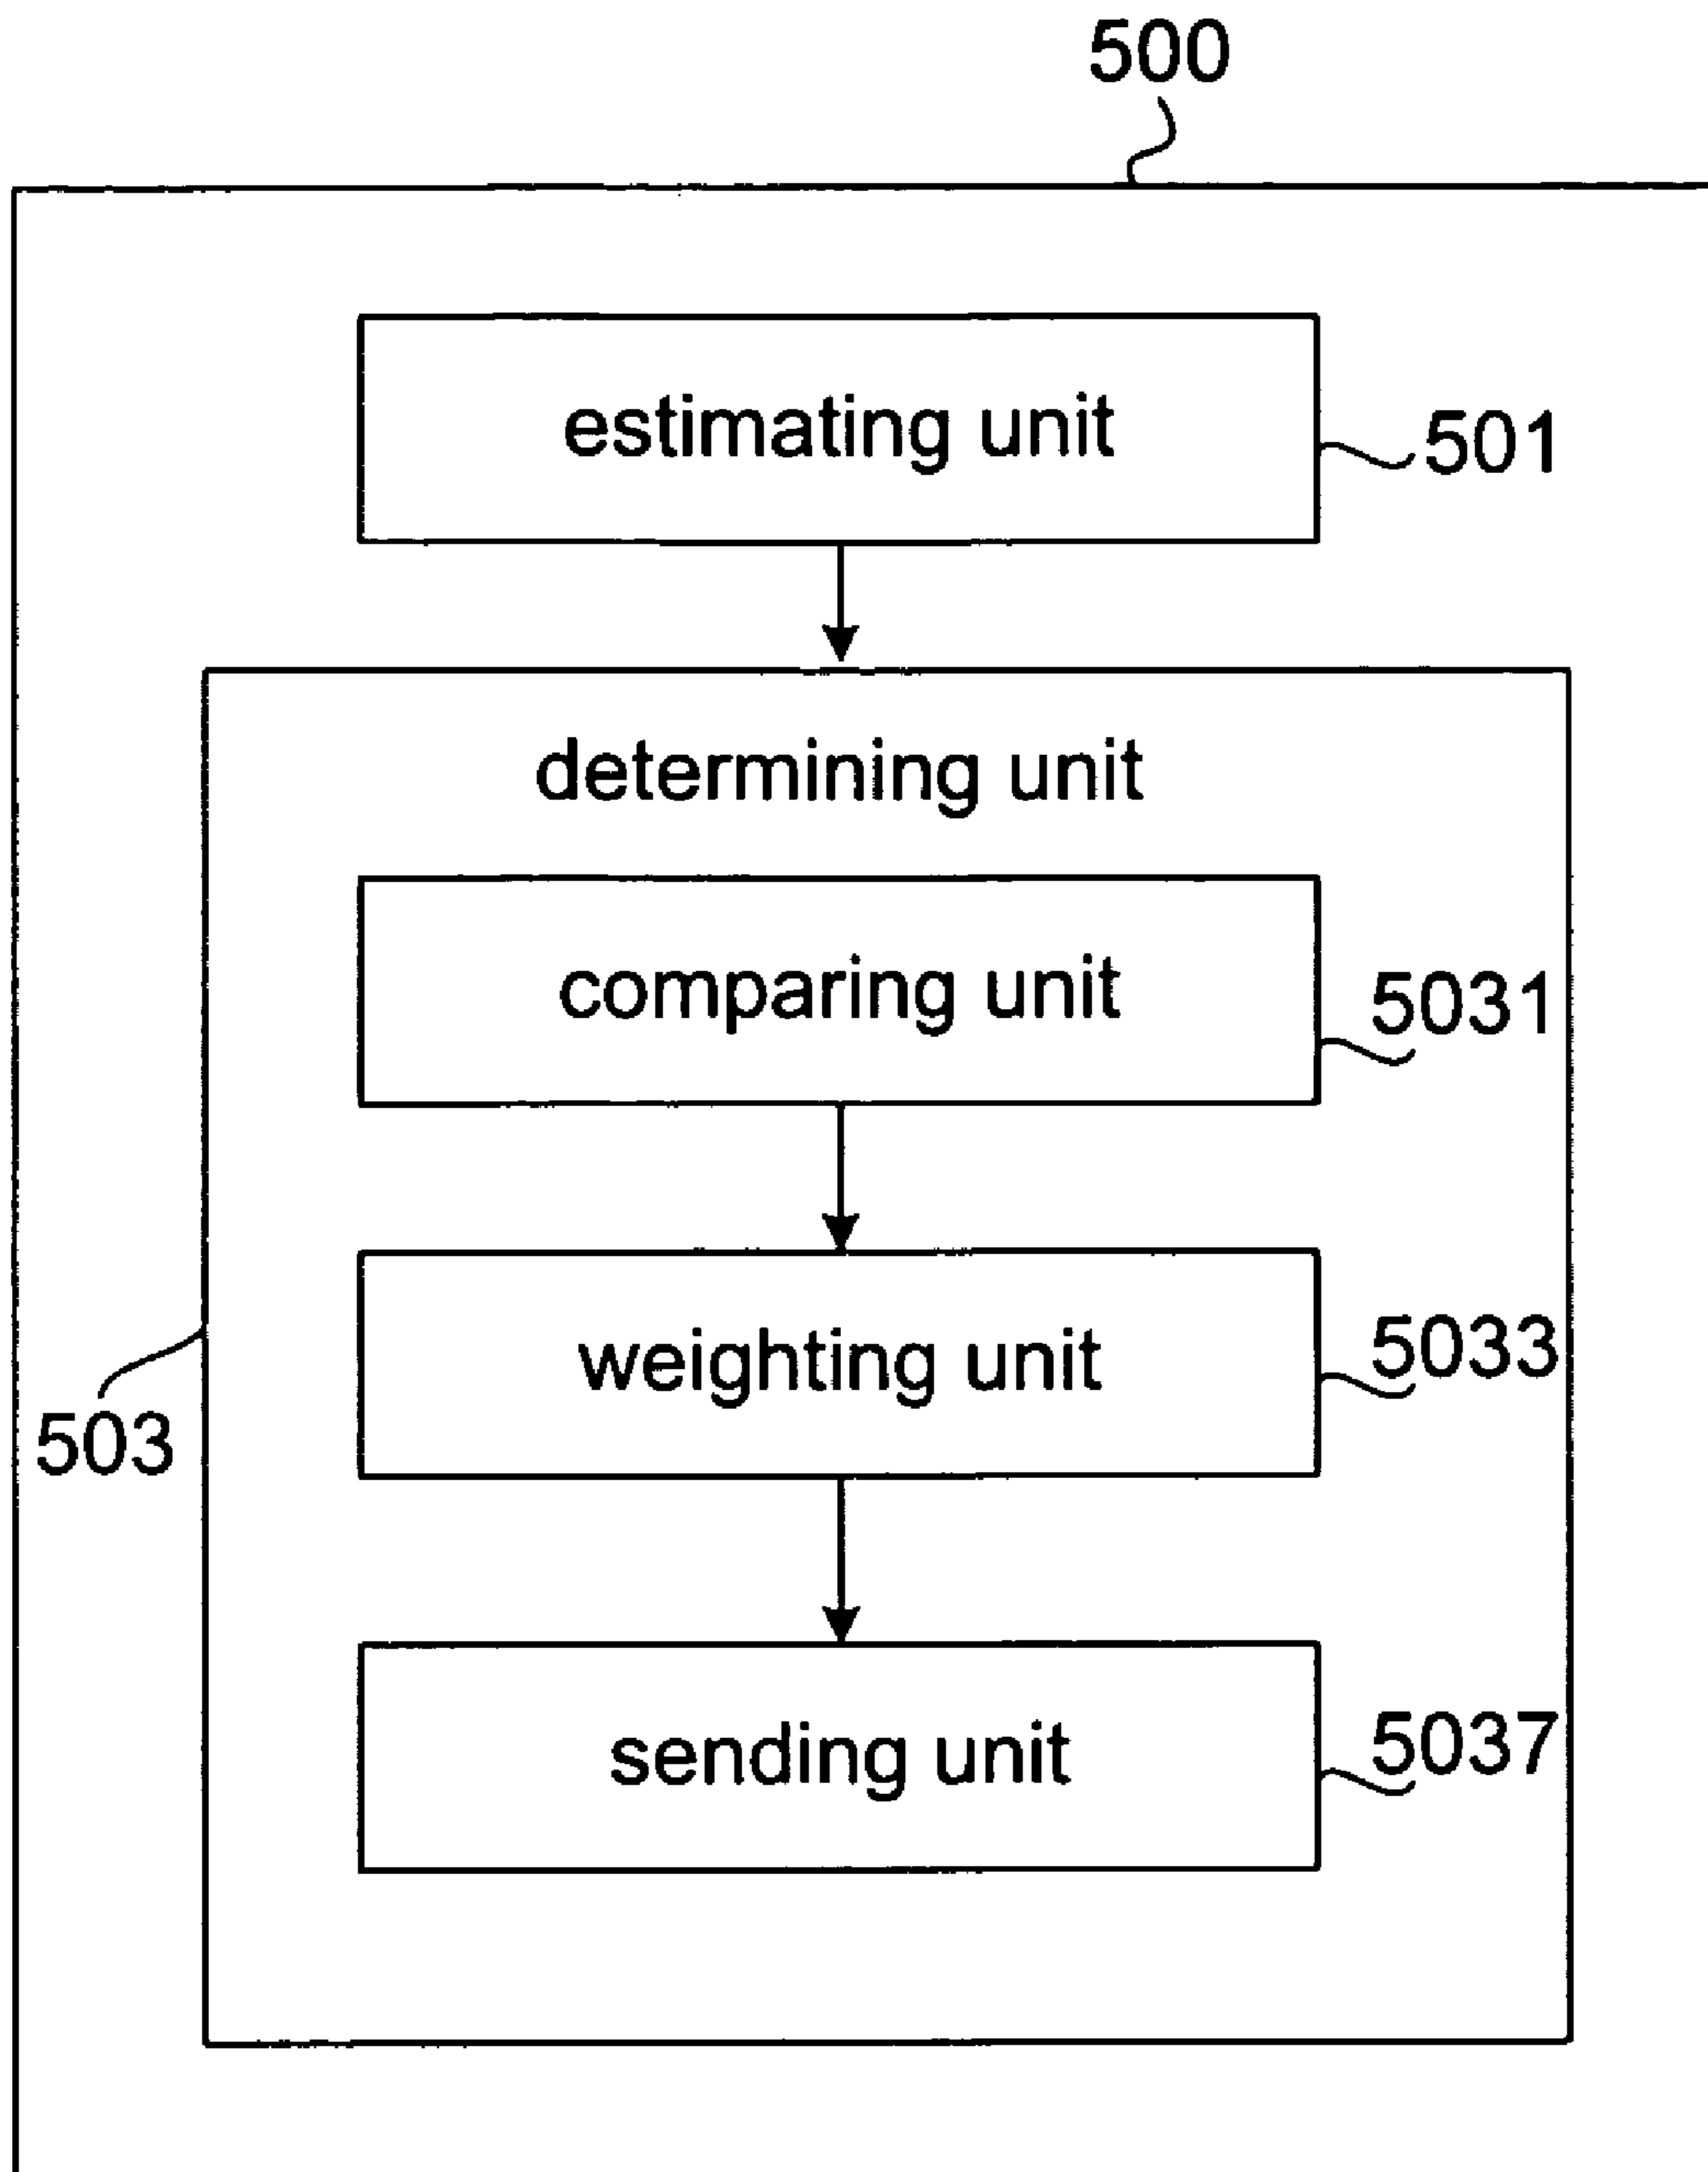 500
estimating unit
501
determining unit
comparing unit
5031
weighting unit
5033
503
sending unit
5037